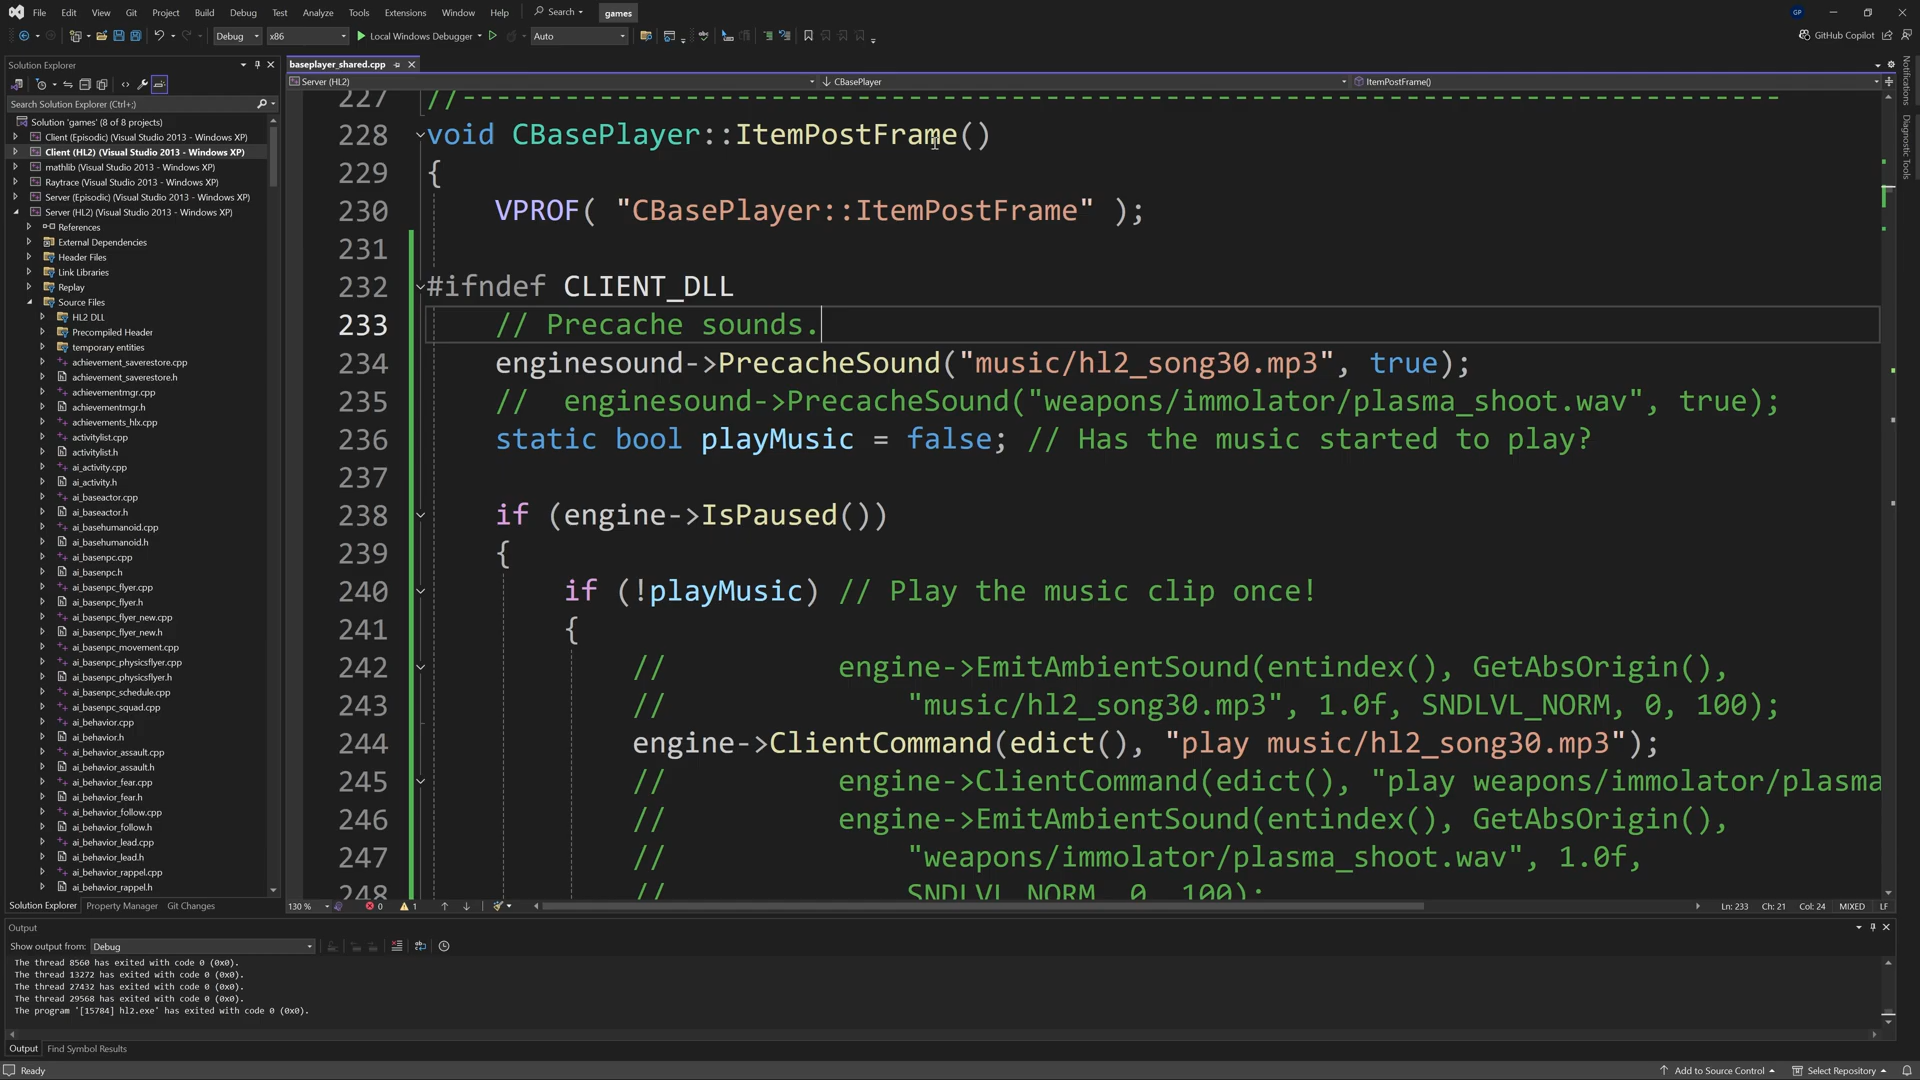 File Edit View Git Project Build Debug Test Analyze Tools Extensions Window Help Search games
Debug x86 Local Windows Debugger Auto GitHub Copilot
Solution Explorer
Search Solution Explorer (Ctrl+;)
Solution 'games' (8 of 8 projects)
Client (Episodic) (Visual Studio 2013 - Windows XP)
Client (HL2) (Visual Studio 2013 - Windows XP)
mathlib (Visual Studio 2013 - Windows XP)
Raytrace (Visual Studio 2013 - Windows XP)
Server (Episodic) (Visual Studio 2013 - Windows XP)
Server (HL2) (Visual Studio 2013 - Windows XP)
References
External Dependencies
Header Files
Link Libraries
Replay
Source Files
HL2 DLL
Precompiled Header
temporary entities
achievement_saverestore.cpp
achievement_saverestore.h
achievementmgr.cpp
achievementmgr.h
achievements_hlx.cpp
activitylist.cpp
activitylist.h
ai_activity.cpp
ai_activity.h
ai_baseactor.cpp
ai_baseactor.h
ai_basehumanoid.cpp
ai_basehumanoid.h
ai_basenpc.cpp
ai_basenpc.h
ai_basenpc_flyer.cpp
ai_basenpc_flyer.h
ai_basenpc_flyer_new.cpp
ai_basenpc_flyer_new.h
ai_basenpc_movement.cpp
ai_basenpc_physicsflyer.cpp
ai_basenpc_physicsflyer.h
ai_basenpc_schedule.cpp
ai_basenpc_squad.cpp
ai_behavior.cpp
ai_behavior.h
ai_behavior_assault.cpp
ai_behavior_assault.h
ai_behavior_fear.cpp
ai_behavior_fear.h
ai_behavior_follow.cpp
ai_behavior_follow.h
ai_behavior_lead.cpp
ai_behavior_lead.h
ai_behavior_rappel.cpp
ai_behavior_rappel.h
Solution Explorer Property Manager Git Changes
baseplayer_shared.cpp
Server (HL2) CBasePlayer ItemPostFrame()
227 //-----------------------------------------------------------------------------
228 void CBasePlayer::ItemPostFrame()
229 {
230 VPROF( "CBasePlayer::ItemPostFrame" );
231
232 #ifndef CLIENT_DLL
233 // Precache sounds.
234 enginesound->PrecacheSound("music/hl2_song30.mp3", true);
235 // enginesound->PrecacheSound("weapons/immolator/plasma_shoot.wav", true);
236 static bool playMusic = false; // Has the music started to play?
237
238 if (engine->IsPaused())
239 {
240 if (!playMusic) // Play the music clip once!
241 {
242 // engine->EmitAmbientSound(entindex(), GetAbsOrigin(),
243 // "music/hl2_song30.mp3", 1.0f, SNDLVL_NORM, 0, 100);
244 engine->ClientCommand(edict(), "play music/hl2_song30.mp3");
245 // engine->ClientCommand(edict(), "play weapons/immolator/plasma
246 // engine->EmitAmbientSound(entindex(), GetAbsOrigin(),
247 // "weapons/immolator/plasma_shoot.wav", 1.0f,
248 // SNDLVL_NORM, 0, 100);
130 % 0 1 Ln: 233 Ch: 21 Col: 24 MIXED LF
Notifications
Diagnostic Tools
GP
Output
Show output from: Debug
The thread 8560 has exited with code 0 (0x0).
The thread 13272 has exited with code 0 (0x0).
The thread 27432 has exited with code 0 (0x0).
The thread 29568 has exited with code 0 (0x0).
The program '[15784] hl2.exe' has exited with code 0 (0x0).
Output Find Symbol Results
Ready Add to Source Control Select Repository